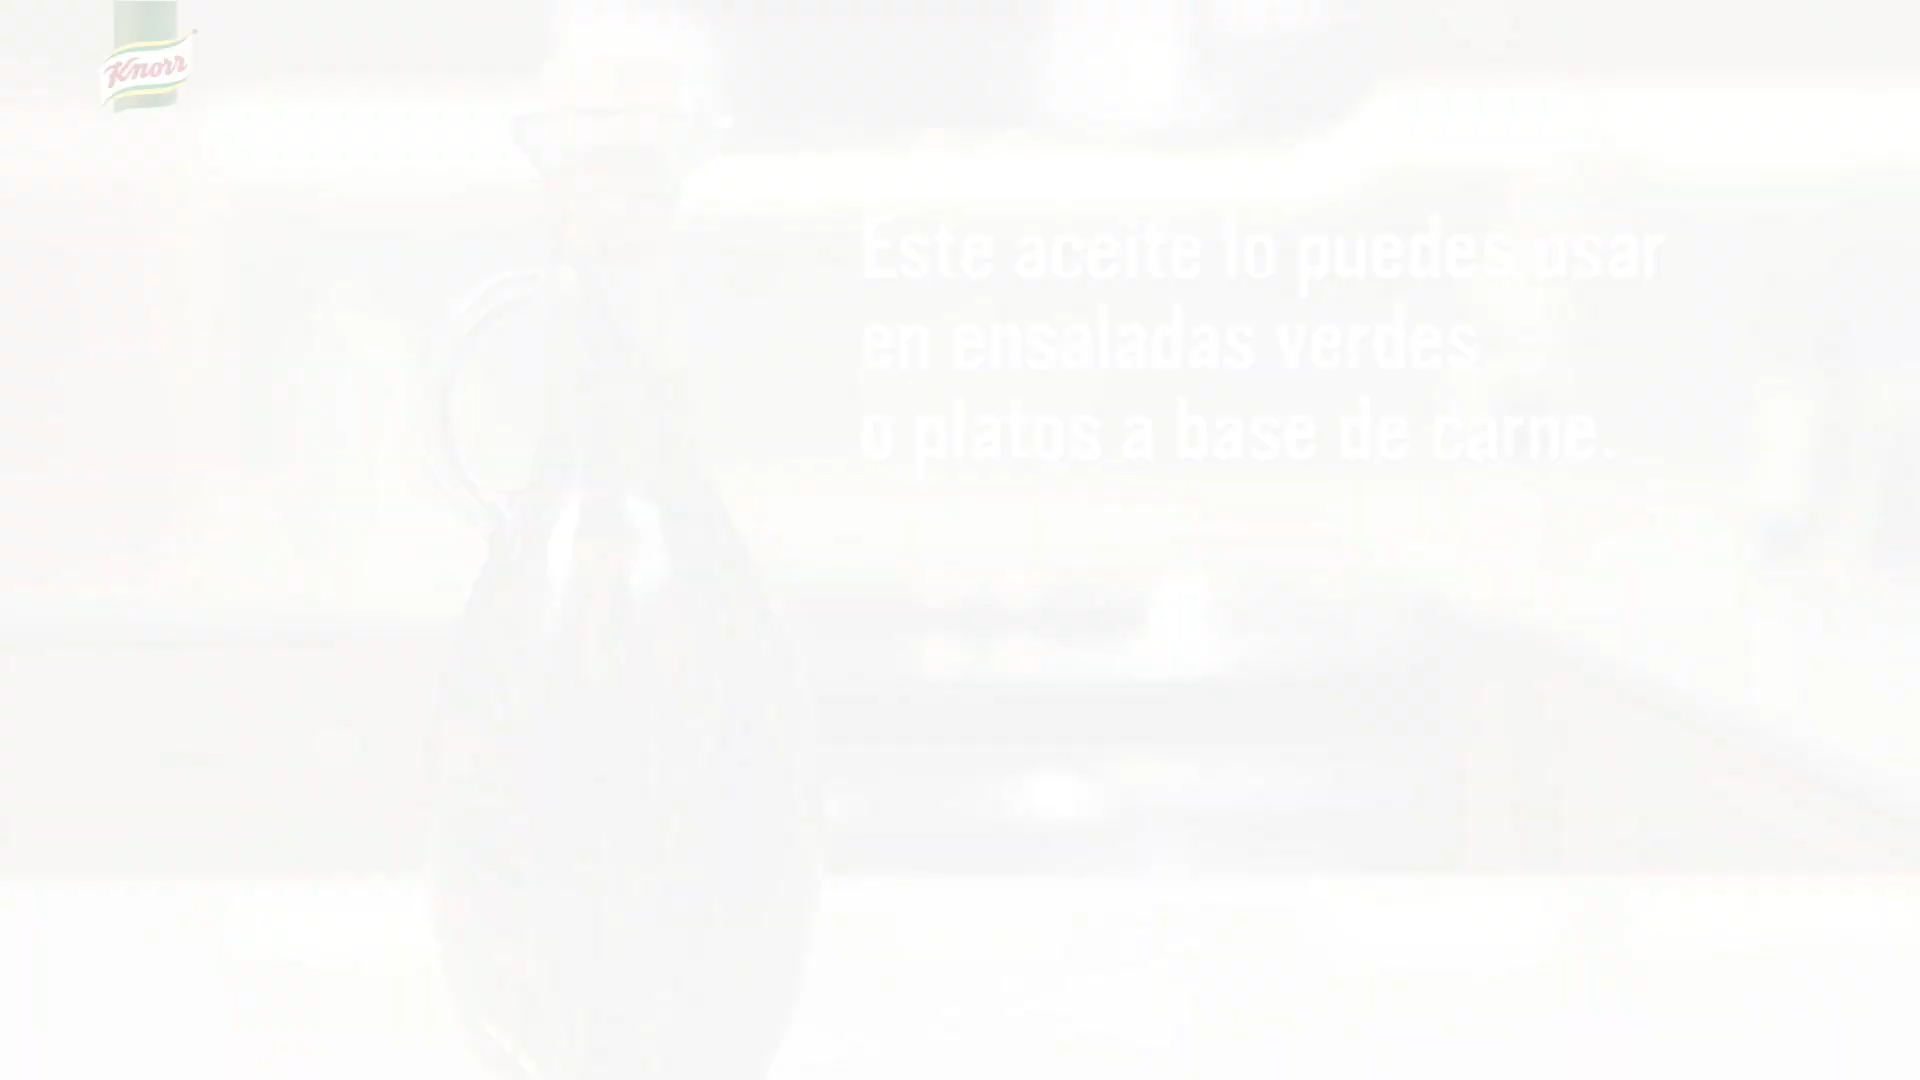 Knorr
Este aceite lo puedes usar
en ensaladas verdes
o platos a base de carne.